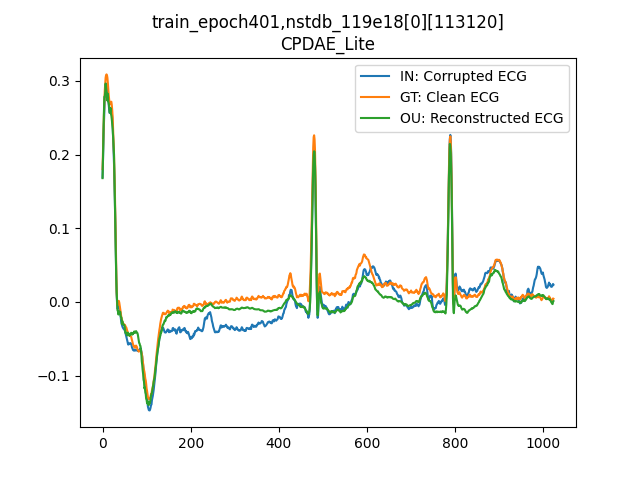 train_epoch401,nstdb_119e18[0][113120]
CPDAE_Lite
IN: Corrupted ECG
GT: Clean ECG
OU: Reconstructed ECG
0.3
0.2
0.1
0.0
−0.1
0 200 400 600 800 1000